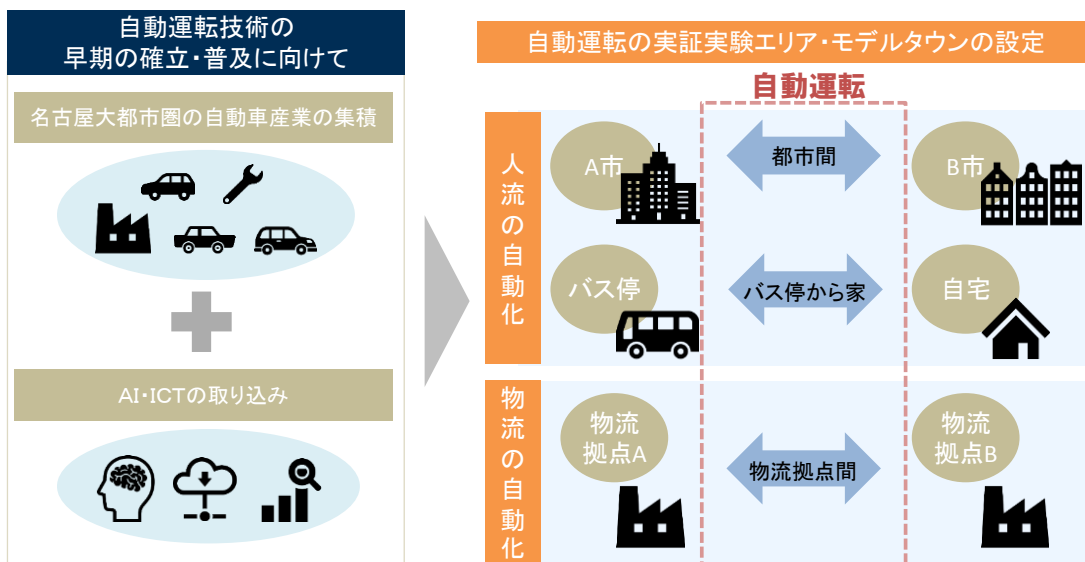 自動運転技術の
早期の確立・普及に向けて
名古屋大都市圏の自動車産業の集積
AI・ICTの取り込み
自動運転の実証実験エリア・モデルタウンの設定
自動運転
人流の自動化
A市
都市間
B市
バス停
バス停から家
自宅
物流の自動化
物流
拠点A
物流拠点間
物流
拠点B